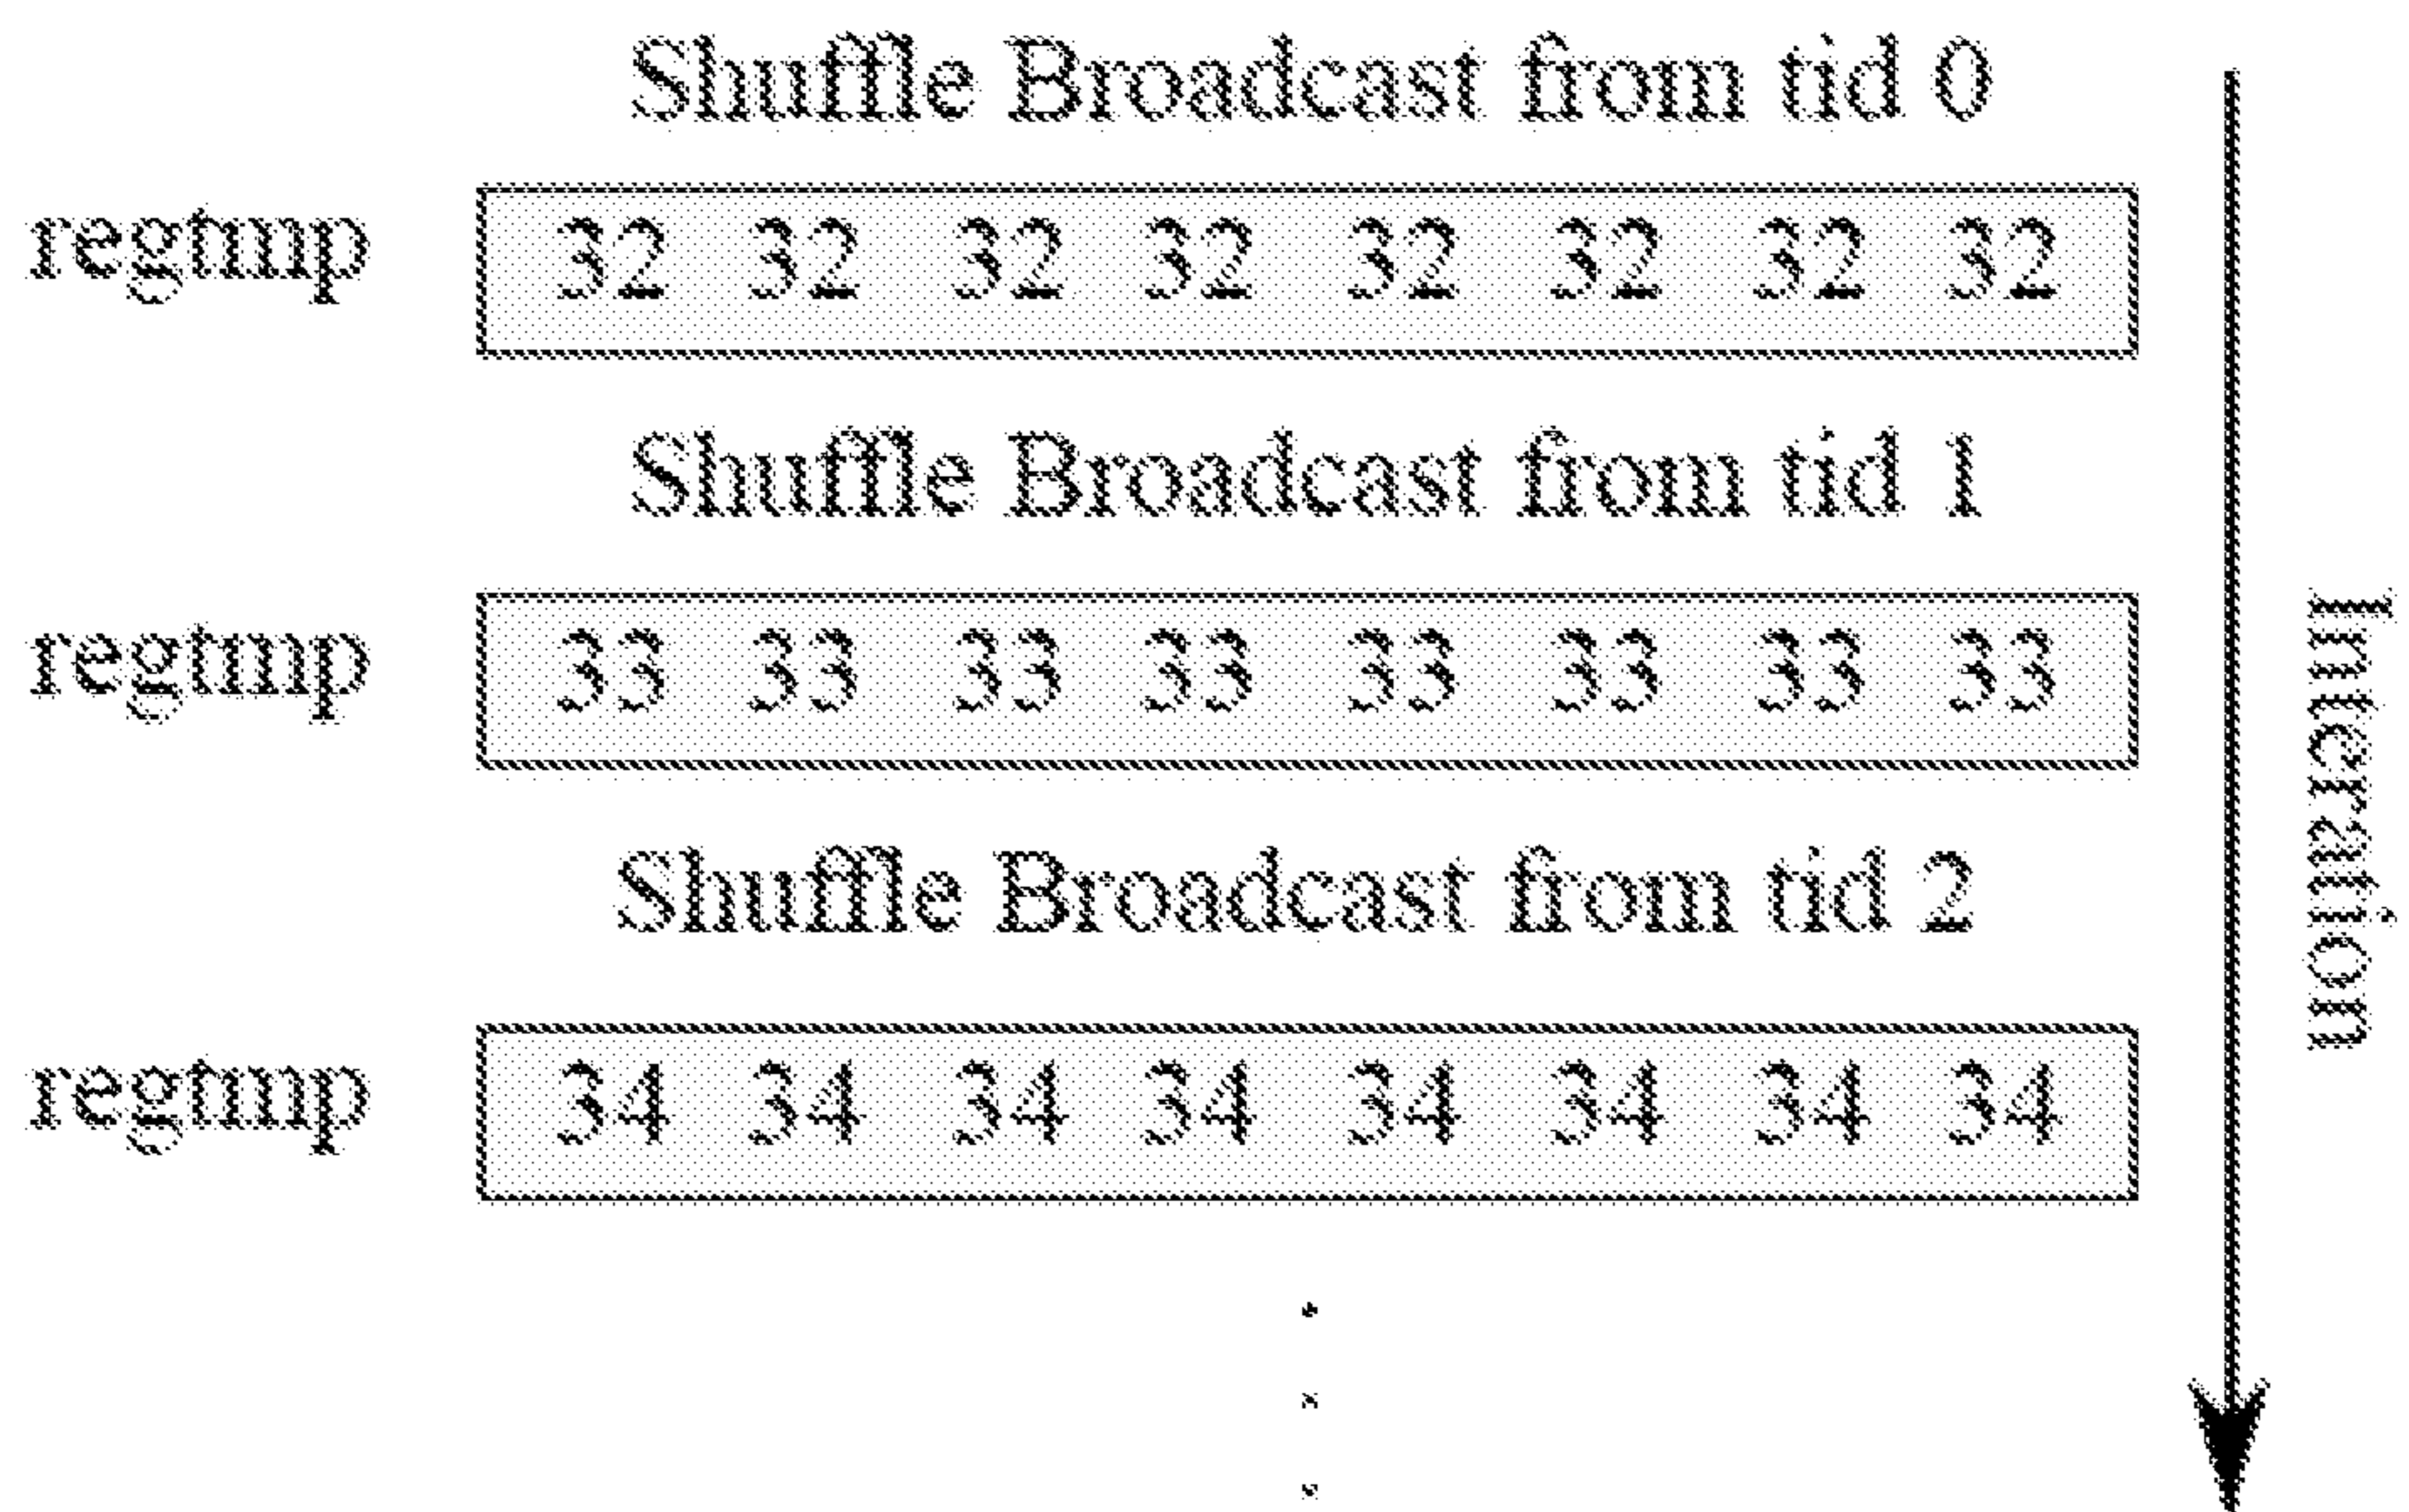 Shuffle Broadcast from tid 0
regtmp 32 32 32 32 32 32 32 32
Shuffle Broadcast from tid 1
regtmp 33 33 33 33 33 33 33 33
Shuffle Broadcast from tid 2
regtmp 34 34 34 34 34 34 34 34
Interation